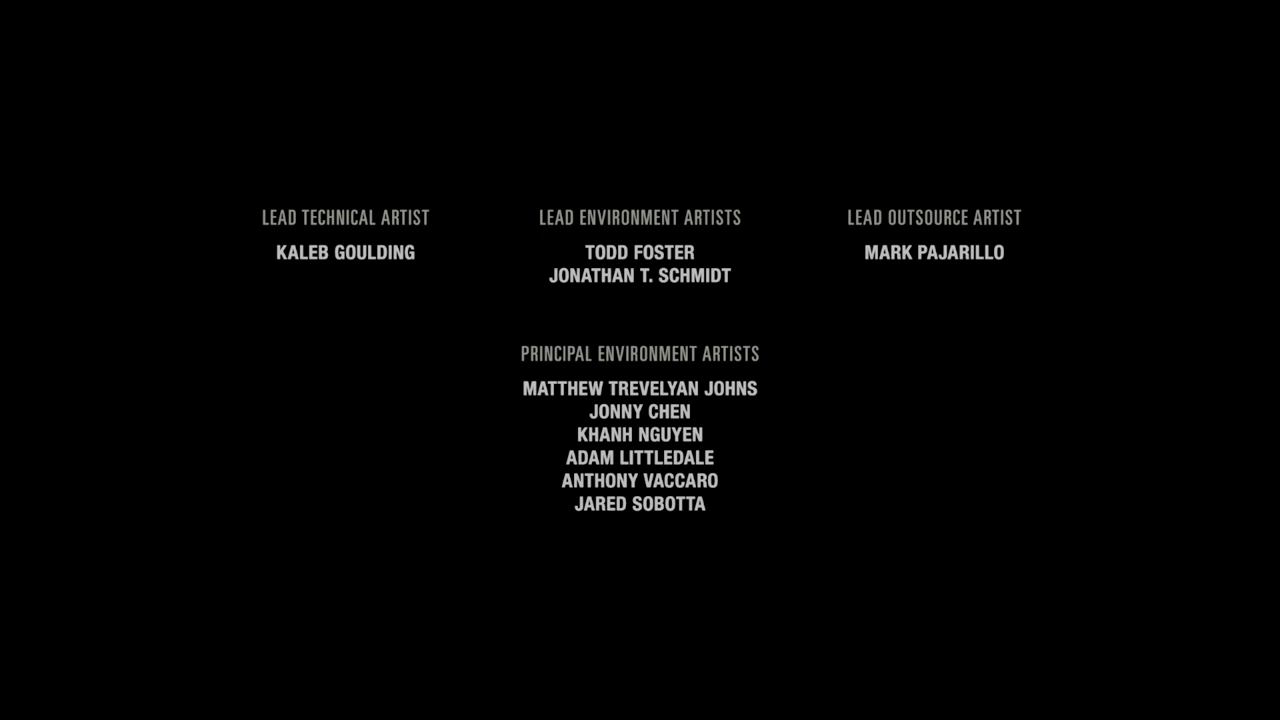 LEAD TECHNICAL ARTIST
KALEB GOULDING
LEAD ENVIRONMENT ARTISTS
TODD FOSTER
JONATHAN T. SCHMIDT
LEAD OUTSOURCE ARTIST
MARK PAJARILLO
PRINCIPAL ENVIRONMENT ARTISTS
MATTHEW TREVELYAN JOHNS
JONNY CHEN
KHANH NGUYEN
ADAM LITTLEDALE
ANTHONY VACCARO
JARED SOBOTTA